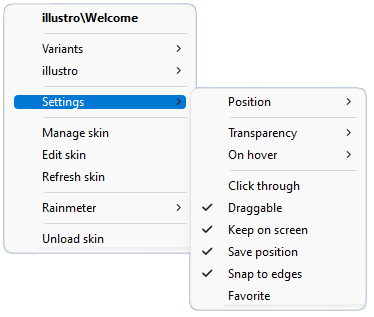 illustro\Welcome
Variants
illustro
Settings
Manage skin
Edit skin
Refresh skin
Rainmeter
Unload skin
Position
Transparency
On hover
Click through
Draggable
Keep on screen
Save position
Snap to edges
Favorite